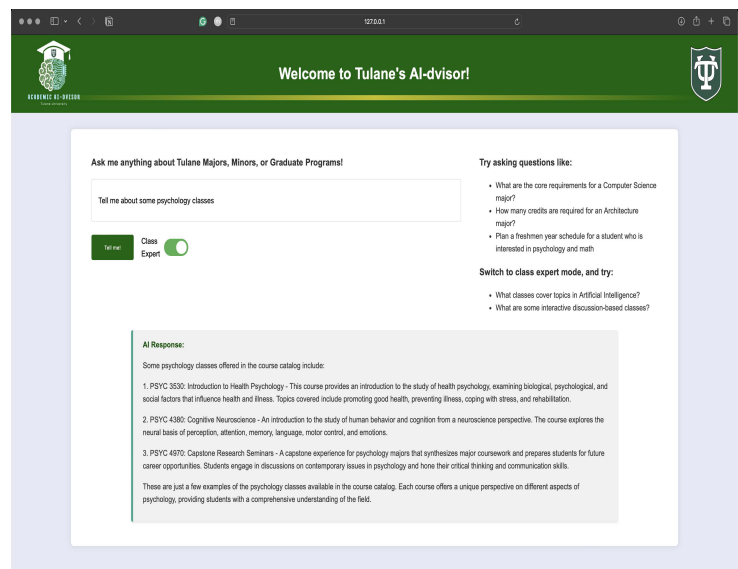 127.0.0.1
ACADEMIC AI-DVISOR
Tulane University
Welcome to Tulane's AI-dvisor!
Ask me anything about Tulane Majors, Minors, or Graduate Programs!
Tell me about some psychology classes
Tell me!
Class
Expert
Try asking questions like:
What are the core requirements for a Computer Science
major?
How many credits are required for an Architecture
major?
Plan a freshmen year schedule for a student who is
interested in psychology and math
Switch to class expert mode, and try:
What classes cover topics in Artificial Intelligence?
What are some interactive discussion-based classes?
AI Response:
Some psychology classes offered in the course catalog include:
1. PSYC 3530: Introduction to Health Psychology - This course provides an introduction to the study of health psychology, examining biological, psychological, and
social factors that influence health and illness. Topics covered include promoting good health, preventing illness, coping with stress, and rehabilitation.
2. PSYC 4380: Cognitive Neuroscience - An introduction to the study of human behavior and cognition from a neuroscience perspective. The course explores the
neural basis of perception, attention, memory, language, motor control, and emotions.
3. PSYC 4970: Capstone Research Seminars - A capstone experience for psychology majors that synthesizes major coursework and prepares students for future
career opportunities. Students engage in discussions on contemporary issues in psychology and hone their critical thinking and communication skills.
These are just a few examples of the psychology classes available in the course catalog. Each course offers a unique perspective on different aspects of
psychology, providing students with a comprehensive understanding of the field.